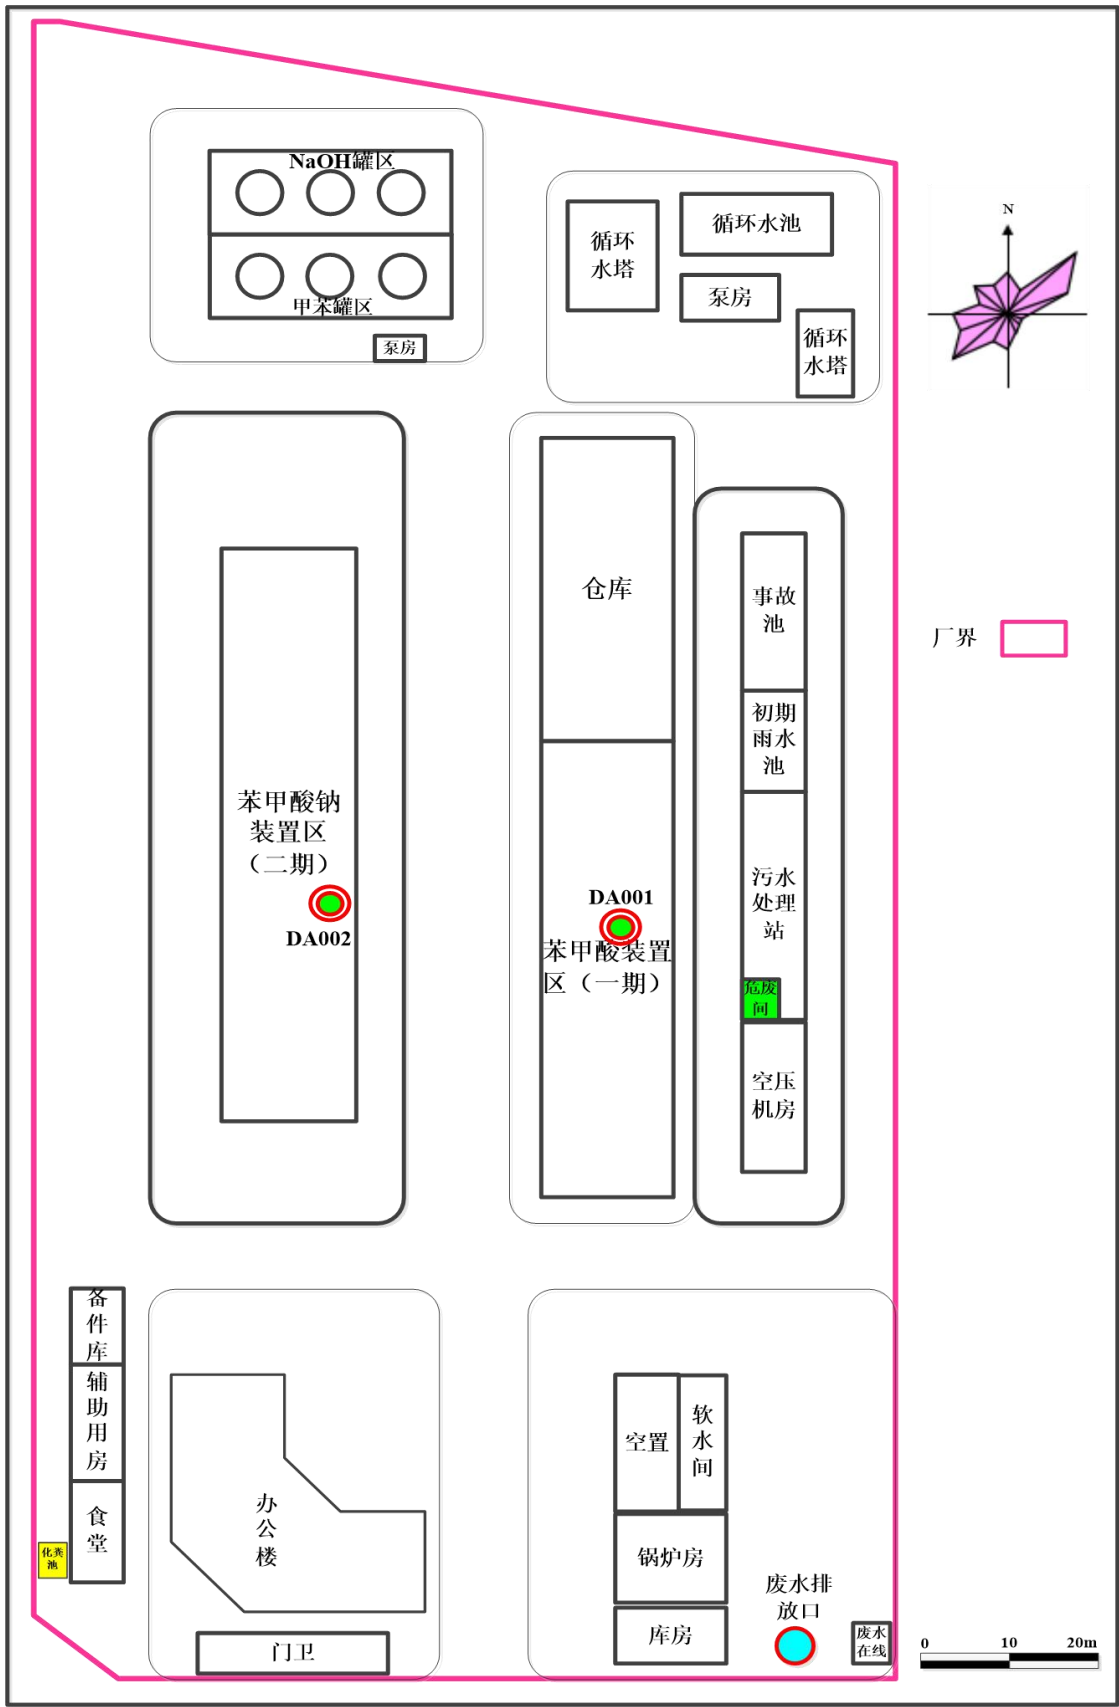 NaOH罐区
甲苯罐区
泵房
循环
水塔
循环水池
泵房
循环
水塔
N
厂界
仓库
事故
池
初期
雨水
池
苯甲酸钠
装置区
（二期）
DA002
DA001
苯甲酸装置
区（一期）
污水
处理
站
危废
间
空压
机房
备
件
库
辅
助
用
房
食
堂
化粪
池
办
公
楼
门卫
空置
软
水
间
锅炉房
库房
废水排
放口
废水
在线
0 10 20m